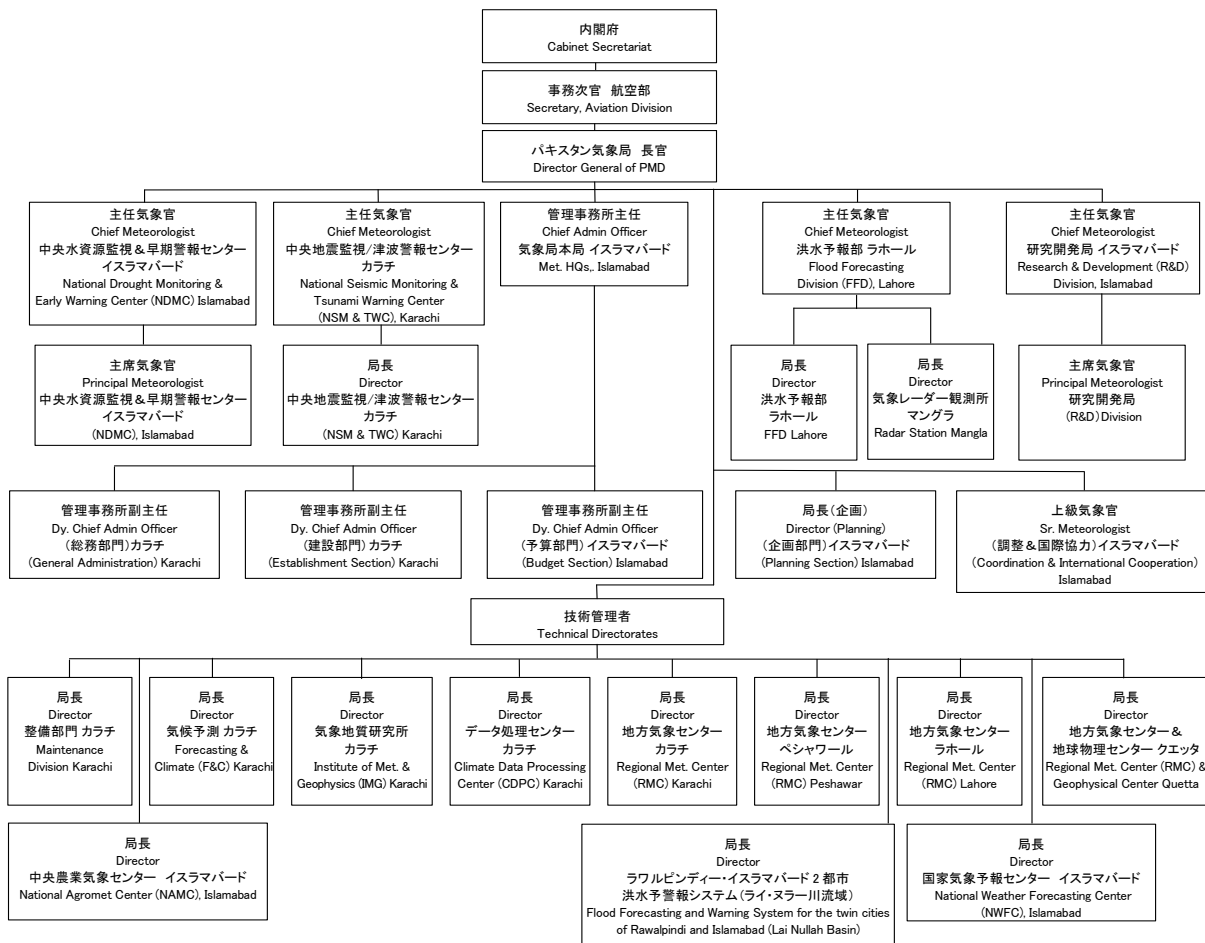 内閣府
Cabinet Secretariat
事務次官 航空部
Secretary, Aviation Division
パキスタン気象局 長官
Director General of PMD
主任気象官
Chief Meteorologist
中央水資源監視&早期警報センター
イスラマバード
National Drought Monitoring &
Early Warning Center (NDMC) Islamabad
主任気象官
Chief Meteorologist
中央地震監視/津波警報センター
カラチ
National Seismic Monitoring &
Tsunami Warning Center
(NSM & TWC), Karachi
管理事務所主任
Chief Admin Officer
気象局本局 イスラマバード
Met. HQs,. Islamabad
主任気象官
Chief Meteorologist
洪水予報部 ラホール
Flood Forecasting
Division (FFD), Lahore
主任気象官
Chief Meteorologist
研究開発局 イスラマバード
Research & Development (R&D)
Division, Islamabad
主席気象官
Principal Meteorologist
中央水資源監視&早期警報センター
イスラマバード
(NDMC), Islamabad
局長
Director
中央地震監視/津波警報センター
カラチ
(NSM & TWC) Karachi
局長
Director
洪水予報部
ラホール
FFD Lahore
局長
Director
気象レーダー観測所
マングラ
Radar Station Mangla
主席気象官
Principal Meteorologist
研究開発局
(R&D) Division
管理事務所副主任
Dy. Chief Admin Officer
(総務部門)カラチ
(General Administration) Karachi
管理事務所副主任
Dy. Chief Admin Officer
(建設部門)カラチ
(Establishment Section) Karachi
管理事務所副主任
Dy. Chief Admin Officer
(予算部門)イスラマバード
(Budget Section) Islamabad
局長(企画)
Director (Planning)
(企画部門)イスラマバード
(Planning Section) Islamabad
上級気象官
Sr. Meteorologist
(調整&国際協力)イスラマバード
(Coordination & International Cooperation)
Islamabad
技術管理者
Technical Directorates
局長
Director
整備部門 カラチ
Maintenance
Division Karachi
局長
Director
気候予測 カラチ
Forecasting &
Climate (F&C) Karachi
局長
Director
気象地質研究所
カラチ
Institute of Met. &
Geophysics (IMG) Karachi
局長
Director
データ処理センター
カラチ
Climate Data Processing
Center (CDPC) Karachi
局長
Director
地方気象センター
カラチ
Regional Met. Center
(RMC) Karachi
局長
Director
地方気象センター
ペシャワール
Regional Met. Center
(RMC) Peshawar
局長
Director
地方気象センター
ラホール
Regional Met. Center
(RMC) Lahore
局長
Director
地方気象センター &
地球物理センター クエッタ
Regional Met. Center (RMC) &
Geophysical Center Quetta
局長
Director
中央農業気象センター イスラマバード
National Agromet Center (NAMC), Islamabad
局長
Director
ラワルピンディー・イスラマバード 2 都市
洪水予警報システム(ライ・ヌラー川流域)
Flood Forecasting and Warning System for the twin cities
of Rawalpindi and Islamabad (Lai Nullah Basin)
局長
Director
国家気象予報センター イスラマバード
National Weather Forecasting Center
(NWFC), Islamabad